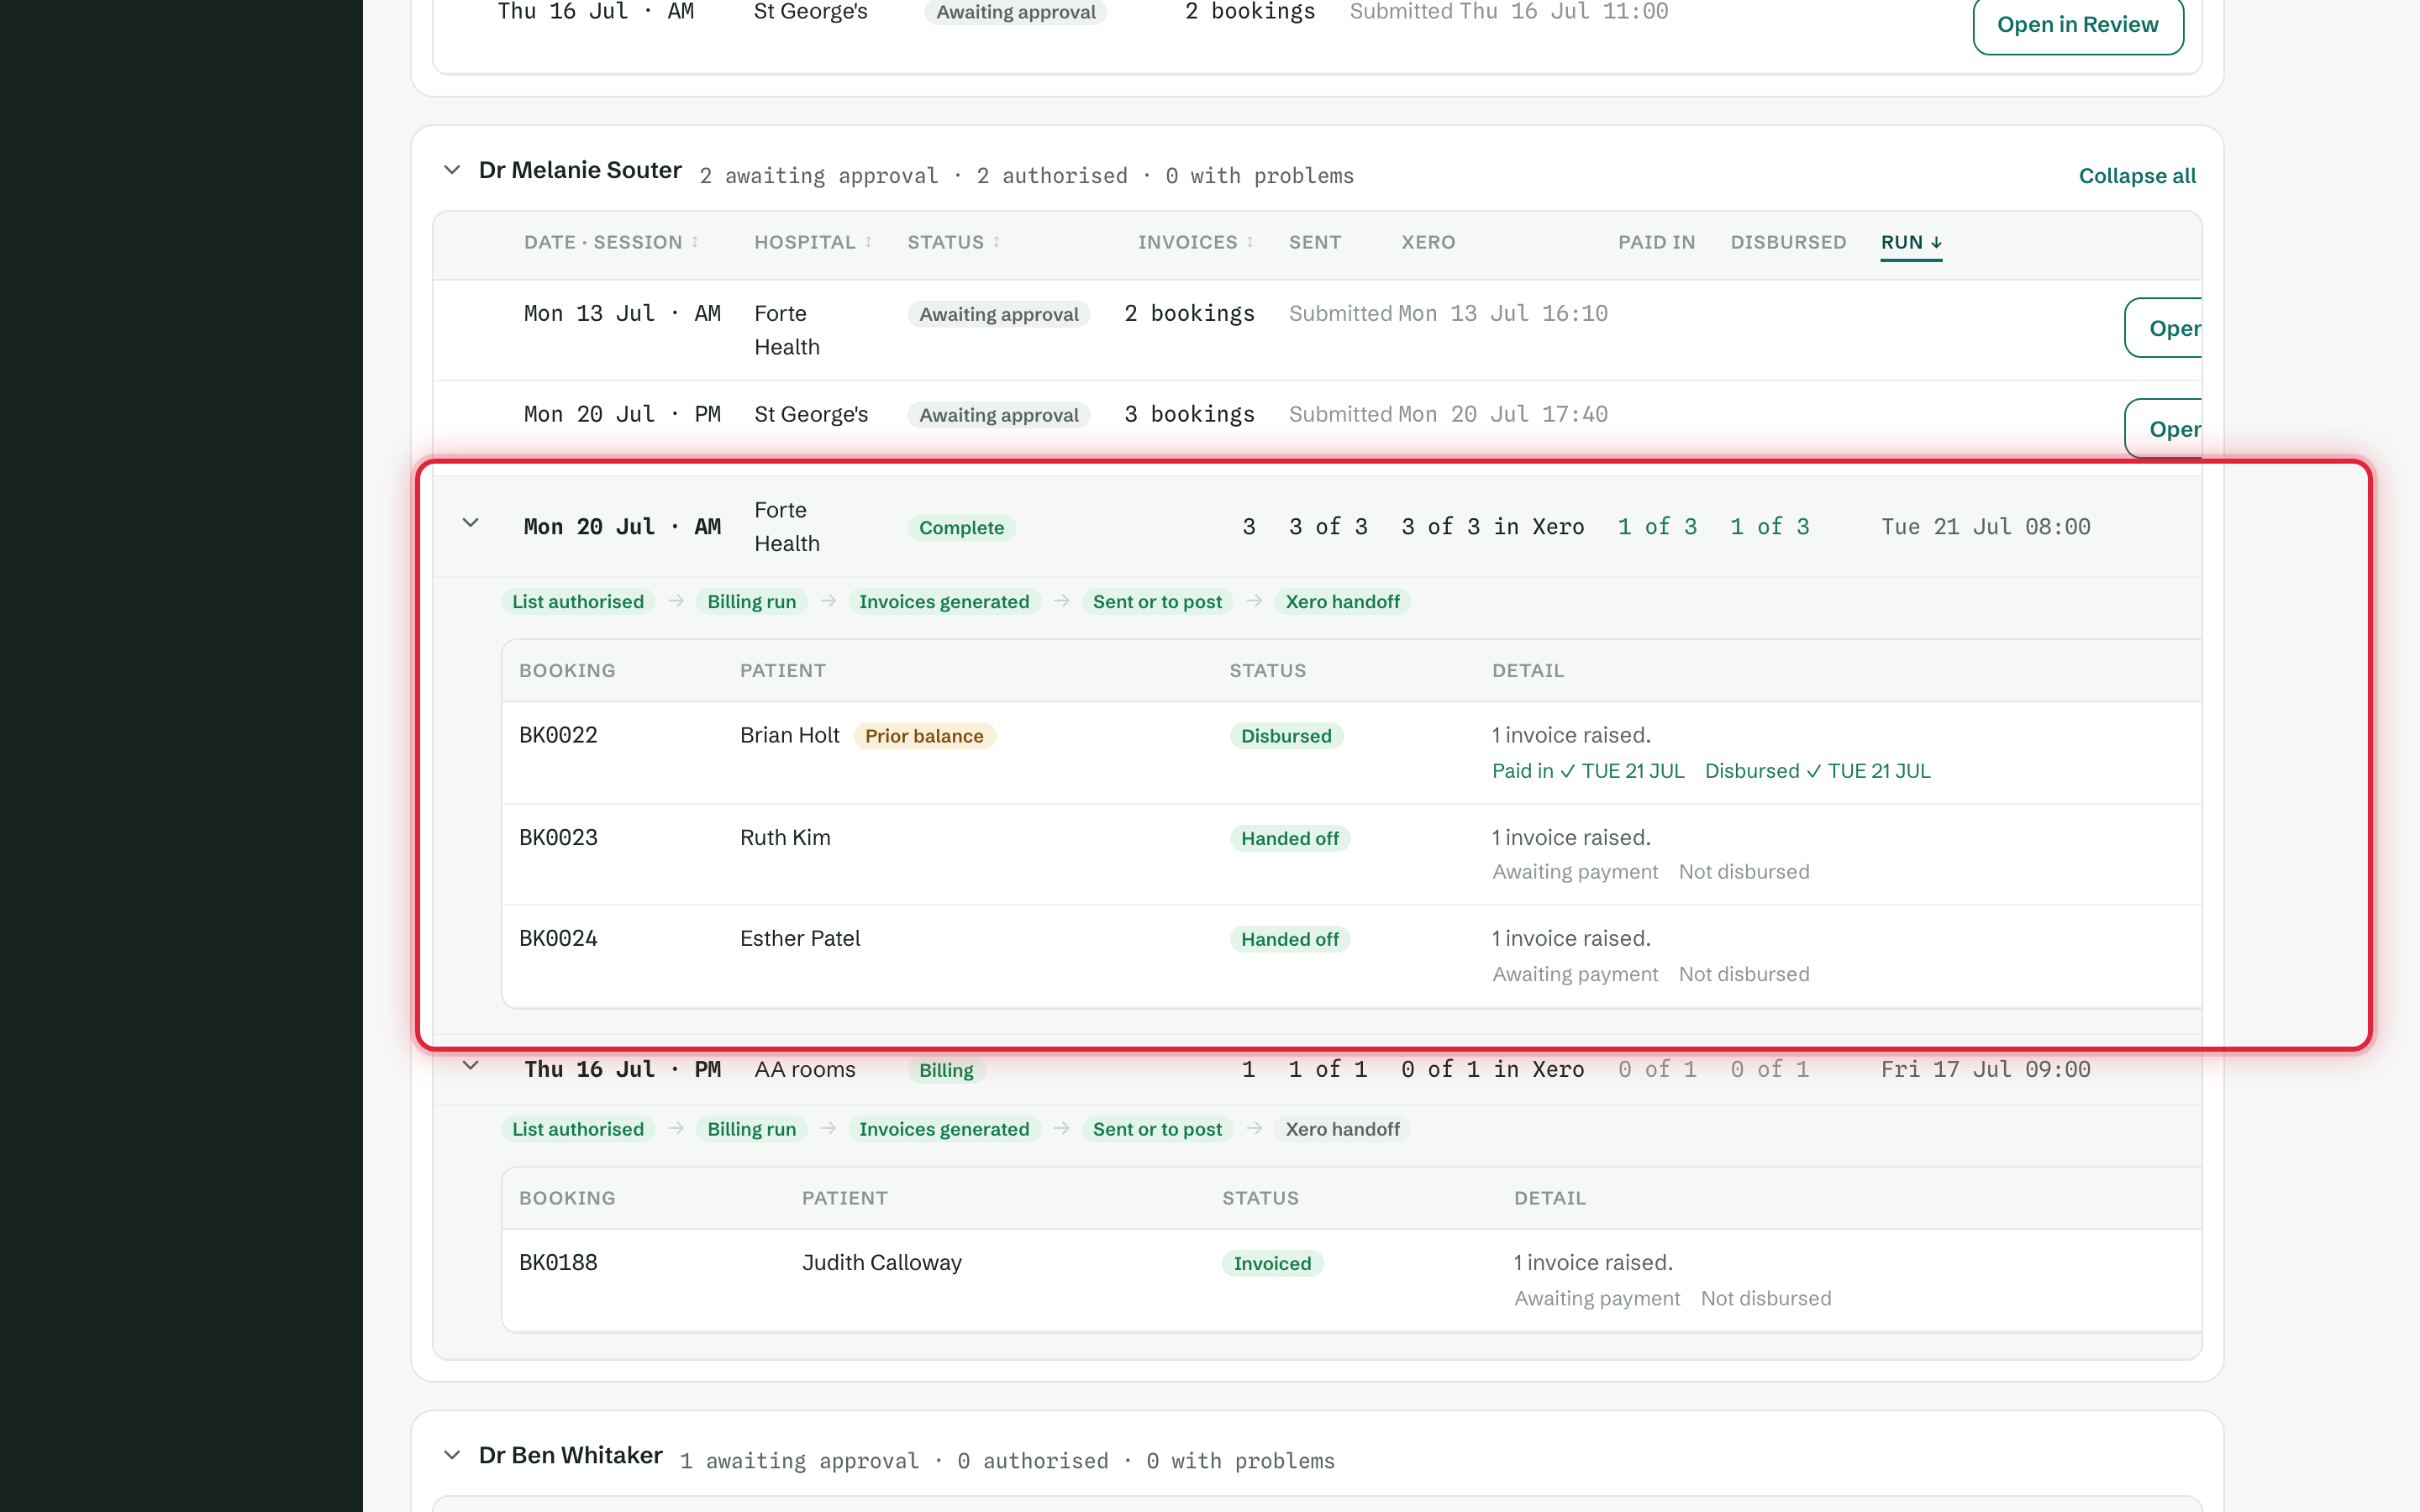 Thu 16 Jul · AM St George's Awaiting approval 2 bookings Submitted Thu 16 Jul 11:00 Open in Review
Dr Melanie Souter 2 awaiting approval · 2 authorised · 0 with problems Collapse all
DATE · SESSION ↕ HOSPITAL ↕ STATUS ↕ INVOICES ↕ SENT XERO PAID IN DISBURSED RUN ↓
Mon 13 Jul · AM Forte Health Awaiting approval 2 bookings Submitted Mon 13 Jul 16:10 Oper
Mon 20 Jul · PM St George's Awaiting approval 3 bookings Submitted Mon 20 Jul 17:40 Oper
Mon 20 Jul · AM Forte Health Complete 3 3 of 3 3 of 3 in Xero 1 of 3 1 of 3 Tue 21 Jul 08:00
List authorised → Billing run → Invoices generated → Sent or to post → Xero handoff
BOOKING PATIENT STATUS DETAIL
BK0022 Brian Holt Prior balance Disbursed 1 invoice raised.
Paid in ✓ TUE 21 JUL Disbursed ✓ TUE 21 JUL
BK0023 Ruth Kim Handed off 1 invoice raised.
Awaiting payment Not disbursed
BK0024 Esther Patel Handed off 1 invoice raised.
Awaiting payment Not disbursed
Thu 16 Jul · PM AA rooms Billing 1 1 of 1 0 of 1 in Xero 0 of 1 0 of 1 Fri 17 Jul 09:00
List authorised → Billing run → Invoices generated → Sent or to post → Xero handoff
BOOKING PATIENT STATUS DETAIL
BK0188 Judith Calloway Invoiced 1 invoice raised.
Awaiting payment Not disbursed
Dr Ben Whitaker 1 awaiting approval · 0 authorised · 0 with problems